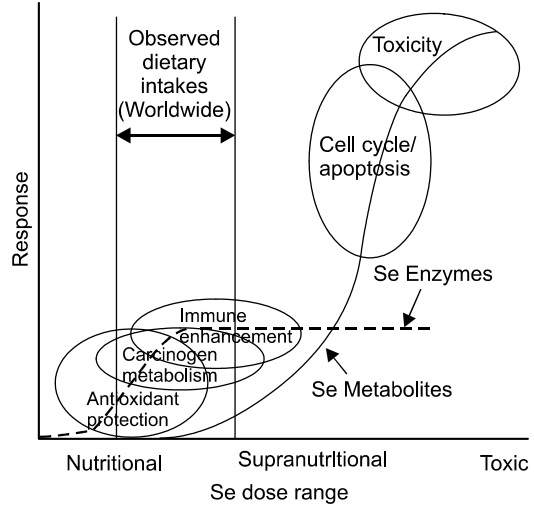 Observed
dietary
intakes
(Worldwide)
Toxicity
Cell cycle/
apoptosis
Response
Se Enzymes
Immune
enhancement
Carcinogen
metabolism
Antioxidant
protection
Se Metabolites
Nutritional
Supranutrltional
Toxic
Se dose range